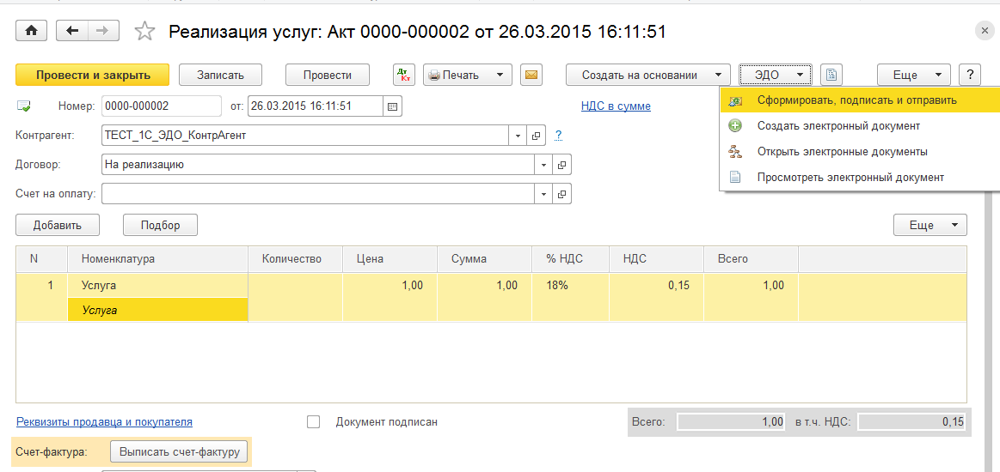 Реализация услуг: Акт 0000-000002 от 26.03.2015 16:11:51
Провести и закрыть Записать Провести Дт Кт Печать Создать на основании ЭДО Еще ?
Сформировать, подписать и отправить
Номер: 0000-000002 от: 26.03.2015 16:11:51 НДС в сумме
Создать электронный документ
Контрагент: ТЕСТ_1С_ЭДО_КонтрАгент ?
Открыть электронные документы
Договор: На реализацию
Просмотреть электронный документ
Счет на оплату:
Добавить Подбор Еще
N Номенклатура Количество Цена Сумма % НДС НДС Всего
1 Услуга 1,00 1,00 18% 0,15 1,00
Услуга
Реквизиты продавца и покупателя Документ подписан Всего: 1,00 в т.ч. НДС: 0,15
Счет-фактура: Выписать счет-фактуру